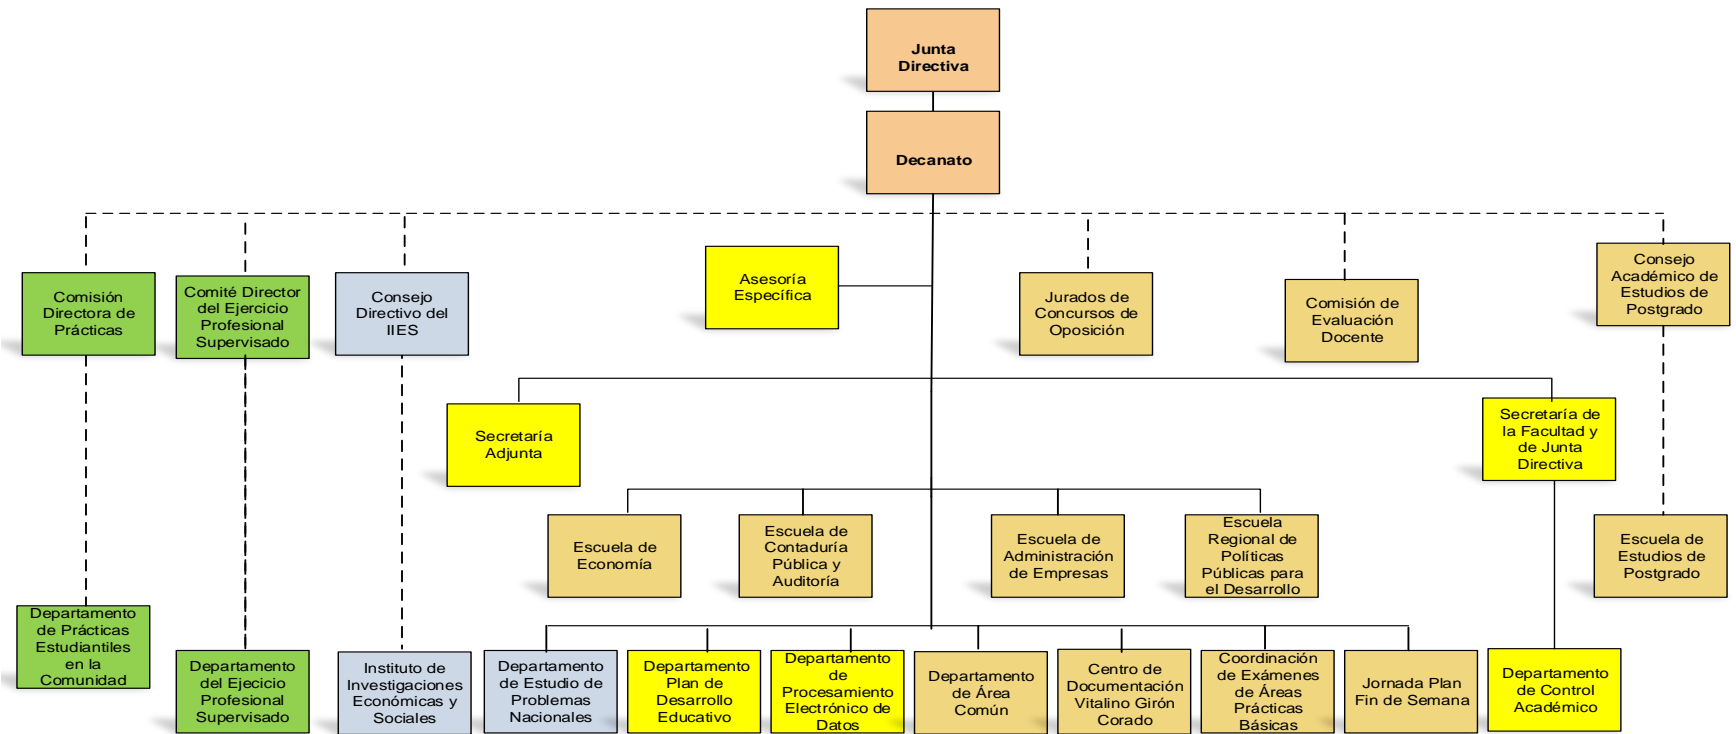 Junta
Directiva
Decanato
Comisión
Directora de
Prácticas
Comité Director
del Ejercicio
Profesional
Supervisado
Consejo
Directivo del
IIES
Asesoría
Específica
Jurados de
Concursos de
Oposición
Comisión de
Evaluación
Docente
Consejo
Académico de
Estudios de
Postgrado
Secretaría
Adjunta
Secretaría de
la Facultad y
de Junta
Directiva
Escuela de
Economía
Escuela de
Contaduría
Pública y
Auditoría
Escuela de
Administración
de Empresas
Escuela
Regional de
Políticas
Públicas para
el Desarrollo
Escuela de
Estudios de
Postgrado
Departamento
de Prácticas
Estudiantiles
en la
Comunidad
Departamento
del Ejecicio
Profesional
Supervisado
Instituto de
Investigaciones
Económicas y
Sociales
Departamento
de Estudio de
Problemas
Nacionales
Departamento
Plan de
Desarrollo
Educativo
Departamento
de
Procesamiento
Electrónico de
Datos
Departamento
de Área
Común
Centro de
Documentación
Vitalino Girón
Corado
Coordinación
de Exámenes
de Áreas
Prácticas
Básicas
Jornada Plan
Fin de Semana
Departamento
de Control
Académico